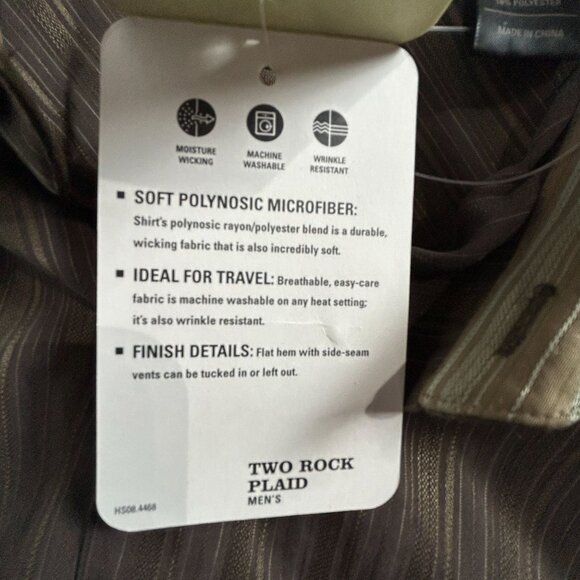 MADE IN CHINA
MOISTURE
WICKING
MACHINE
WASHABLE
WRINKLE
RESISTANT
▪ SOFT POLYNOSIC MICROFIBER:
Shirt's polynosic rayon/polyester blend is a durable,
wicking fabric that is also incredibly soft.
▪ IDEAL FOR TRAVEL: Breathable, easy-care
fabric is machine washable on any heat setting;
it's also wrinkle resistant.
▪ FINISH DETAILS: Flat hem with side-seam
vents can be tucked in or left out.
TWO ROCK
PLAID
MEN'S
HS08.4468